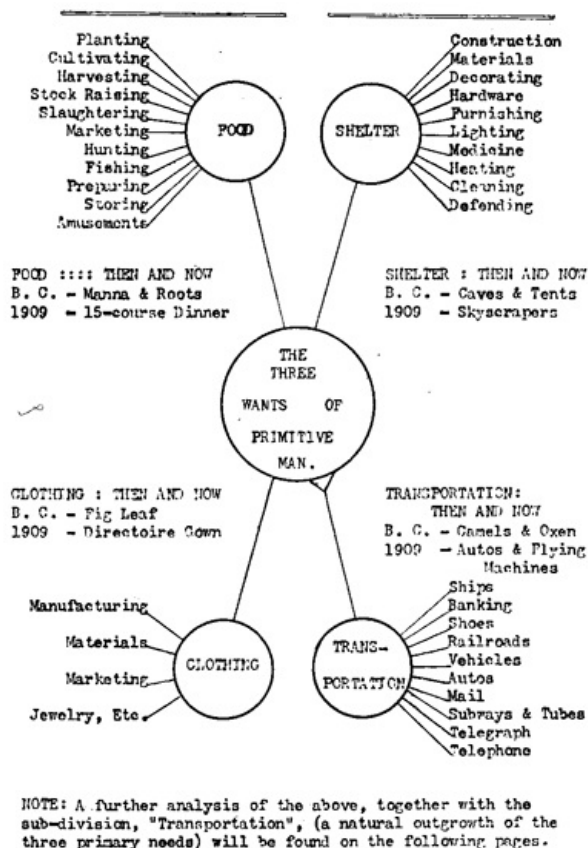 Planting
Cultivating
Harvesting
Stock Raising
Slaughtering
Marketing
Hunting
Fishing
Preparing
Storing
Amusements
FOOD
Construction
Materials
Decorating
Hardware
Furnishing
Lighting
Medicine
Heating
Cleaning
Defending
SHELTER
FOOD :::: THEN AND NOW
B. C. - Manna & Roots
1909 - 15-course Dinner
SHELTER : THEN AND NOW
B. C. - Caves & Tents
1909 - Skyscrapers
THE
THREE
WANTS OF
PRIMITIVE
MAN.
CLOTHING : THEN AND NOW
B. C. - Fig Leaf
1909 - Directoire Gown
TRANSPORTATION:
THEN AND NOW
B. C. - Camels & Oxen
1909 - Autos & Flying
Machines
Manufacturing
Materials
Marketing
Jewelry, Etc.
CLOTHING
TRANS-
PORTATION
Ships
Banking
Shoes
Railroads
Vehicles
Autos
Mail
Subways & Tubes
Telegraph
Telephone
NOTE: A further analysis of the above, together with the
sub-division, "Transportation", (a natural outgrowth of the
three primary needs) will be found on the following pages.